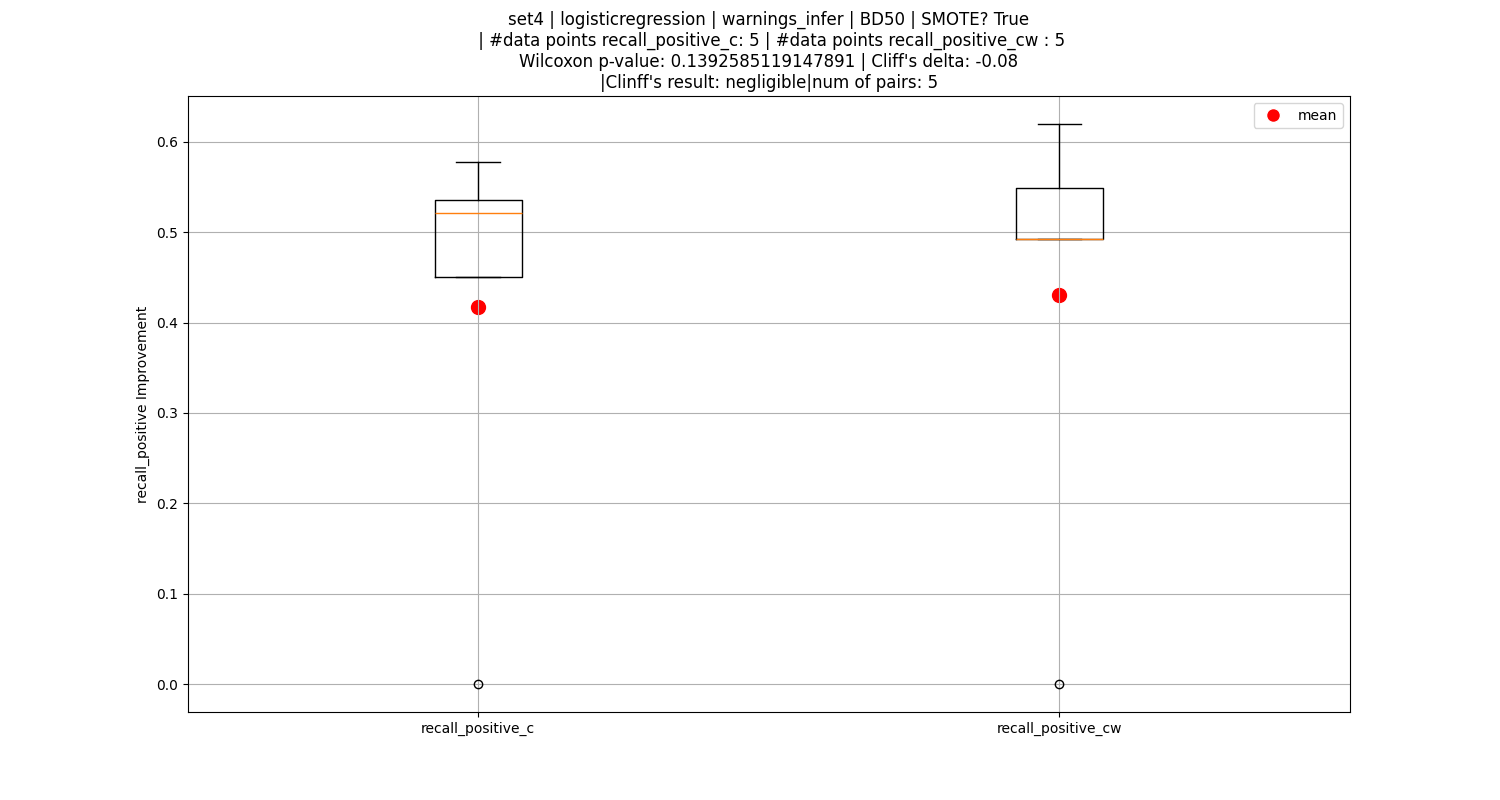 set4 | logisticregression | warnings_infer | BD50 | SMOTE? True
| #data points recall_positive_c: 5 | #data points recall_positive_cw : 5
Wilcoxon p-value: 0.1392585119147891 | Cliff's delta: -0.08
|Clinff's result: negligible|num of pairs: 5
mean
recall_positive Improvement
0.6
0.5
0.4
0.3
0.2
0.1
0.0
recall_positive_c
recall_positive_cw